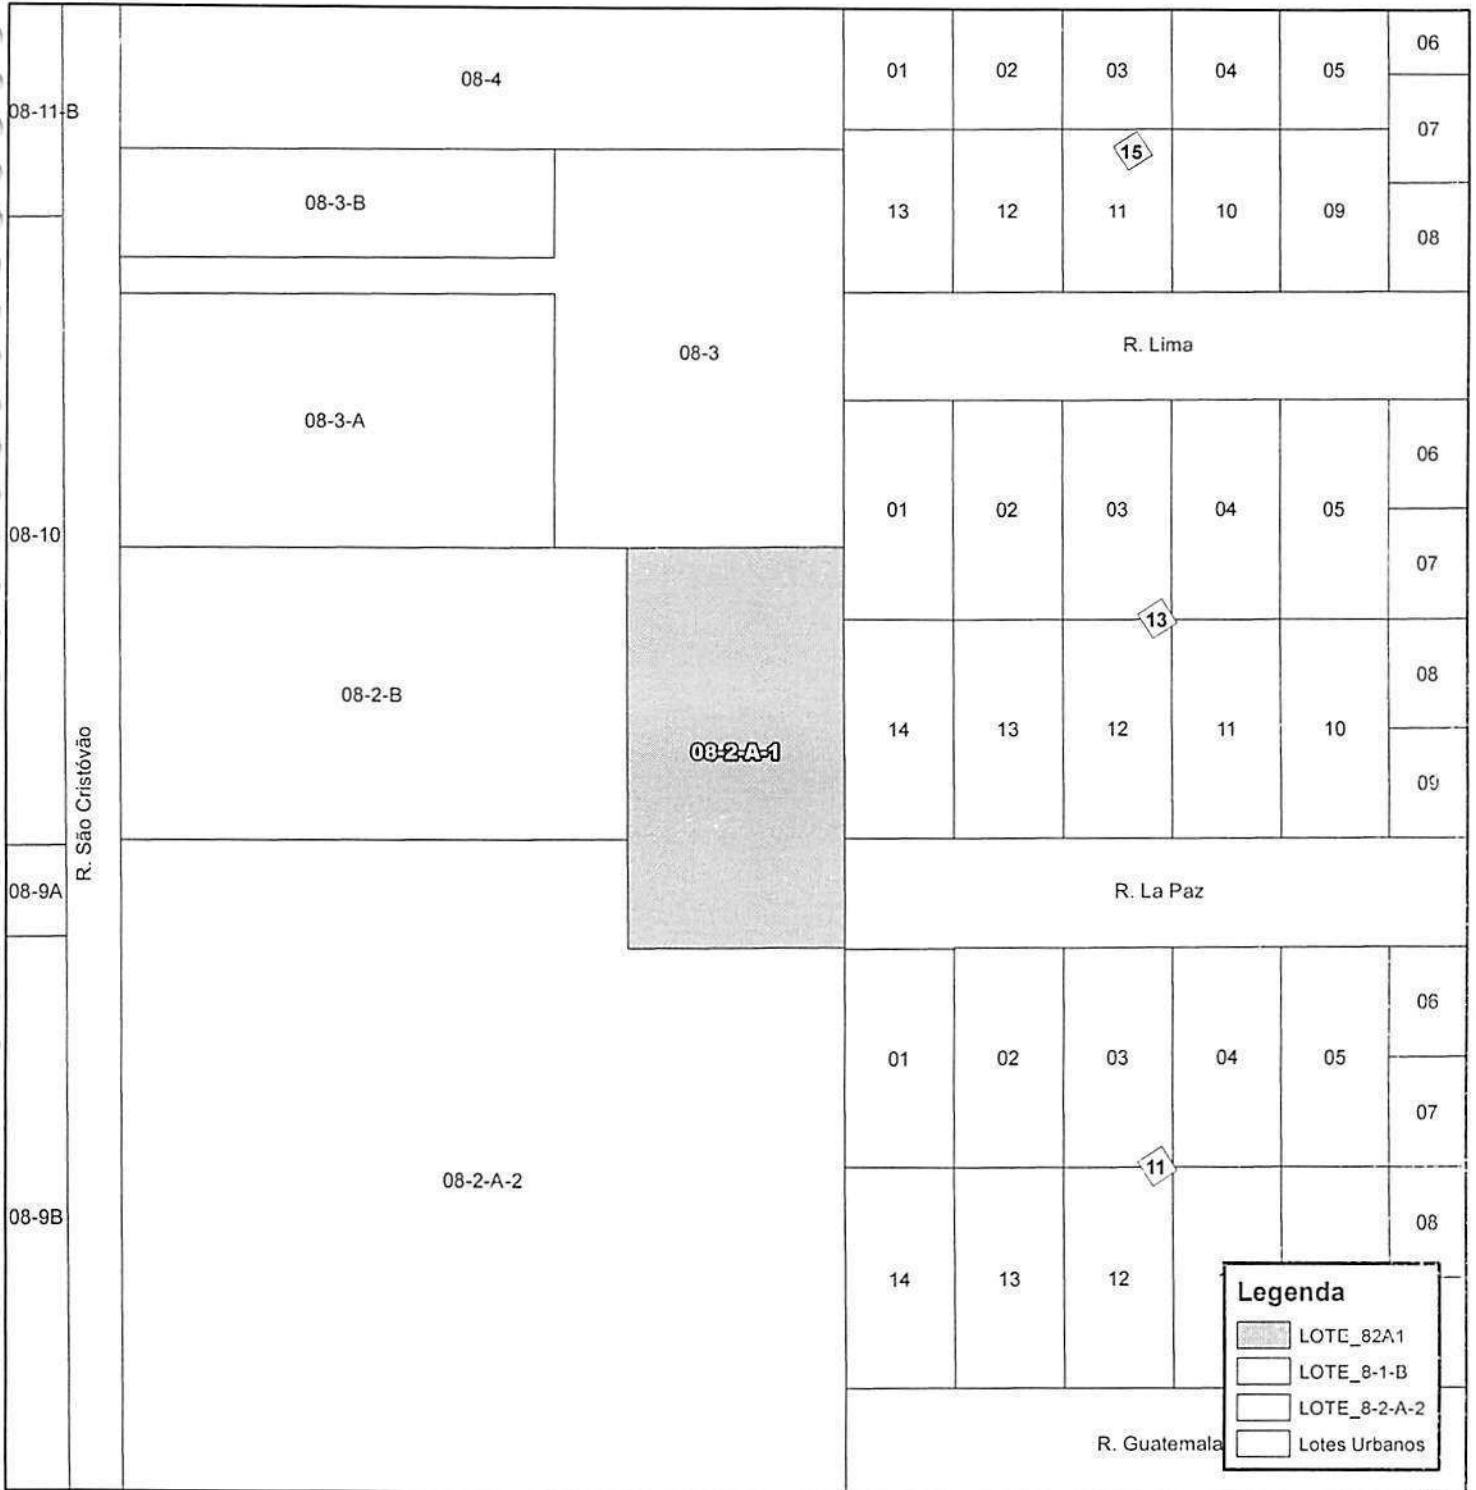 08-11-B
08-4
01
02
03
04
05
06
07
15
08-3-B
13
12
11
10
09
08
08-3
R. Lima
08-3-A
08-10
01
02
03
04
05
06
07
13
08-2-B
08-2-A-1
14
13
12
11
10
08
09
R. São Cristóvão
08-9A
R. La Paz
01
02
03
04
05
06
07
11
08-2-A-2
08-9B
14
13
12
08
Legenda
LOTE_82A1
LOTE_8-1-B
LOTE_8-2-A-2
Lotes Urbanos
R. Guatemala